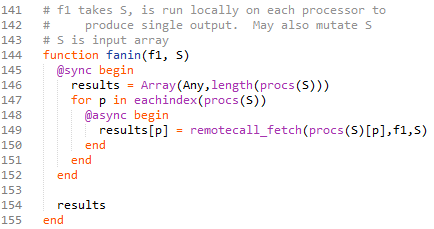 141 # f1 takes S, is run locally on each processor to
142 #     produce single output.  May also mutate S
143 # S is input array
144 function fanin(f1, S)
145   @sync begin
146     results = Array(Any,length(procs(S)))
147     for p in eachindex(procs(S))
148       @async begin
149         results[p] = remotecall_fetch(procs(S)[p],f1,S)
150       end
151     end
152   end
153
154   results
155 end